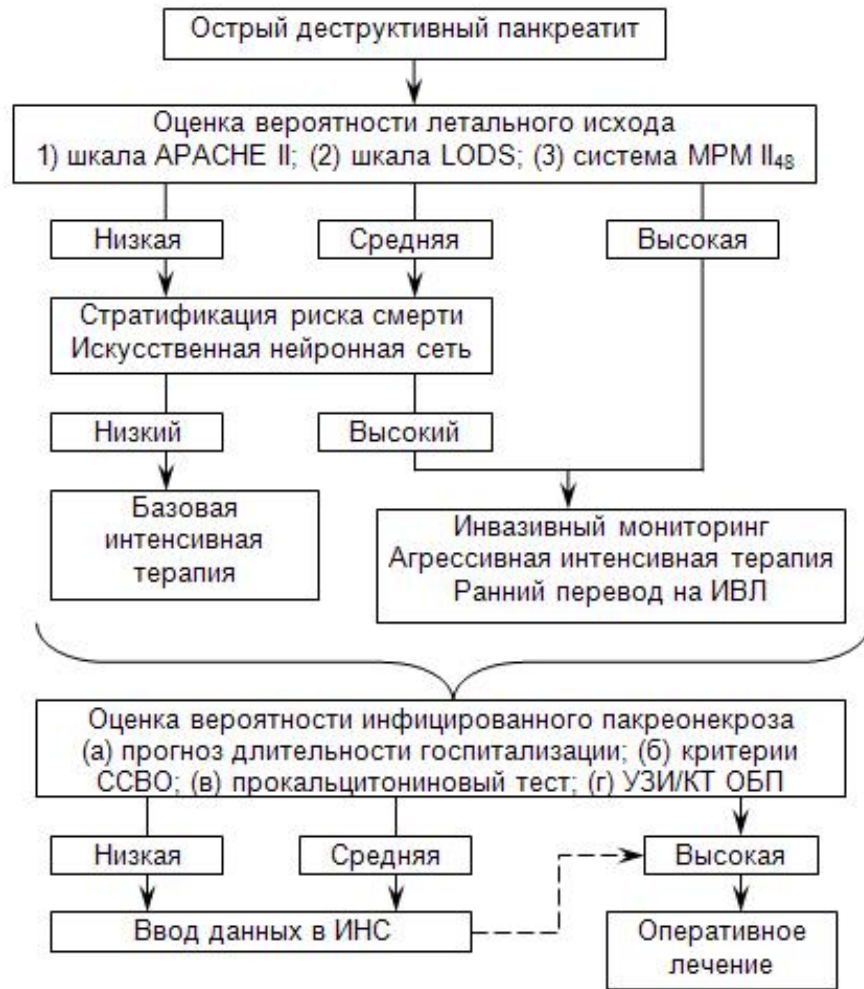 Острый деструктивный панкреатит
Оценка вероятности летального исхода
1) шкала APACHE II; (2) шкала LODS; (3) система MPM II₄₈
Низкая
Средняя
Высокая
Стратификация риска смерти
Искусственная нейронная сеть
Низкий
Высокий
Базовая
интенсивная
терапия
Инвазивный мониторинг
Агрессивная интенсивная терапия
Ранний перевод на ИВЛ
Оценка вероятности инфицированного пакреонекроза
(а) прогноз длительности госпитализации; (б) критерии
ССВО; (в) прокальцитониновый тест; (г) УЗИ/КТ ОБП
Низкая
Средняя
Высокая
Ввод данных в ИНС
Оперативное
лечение